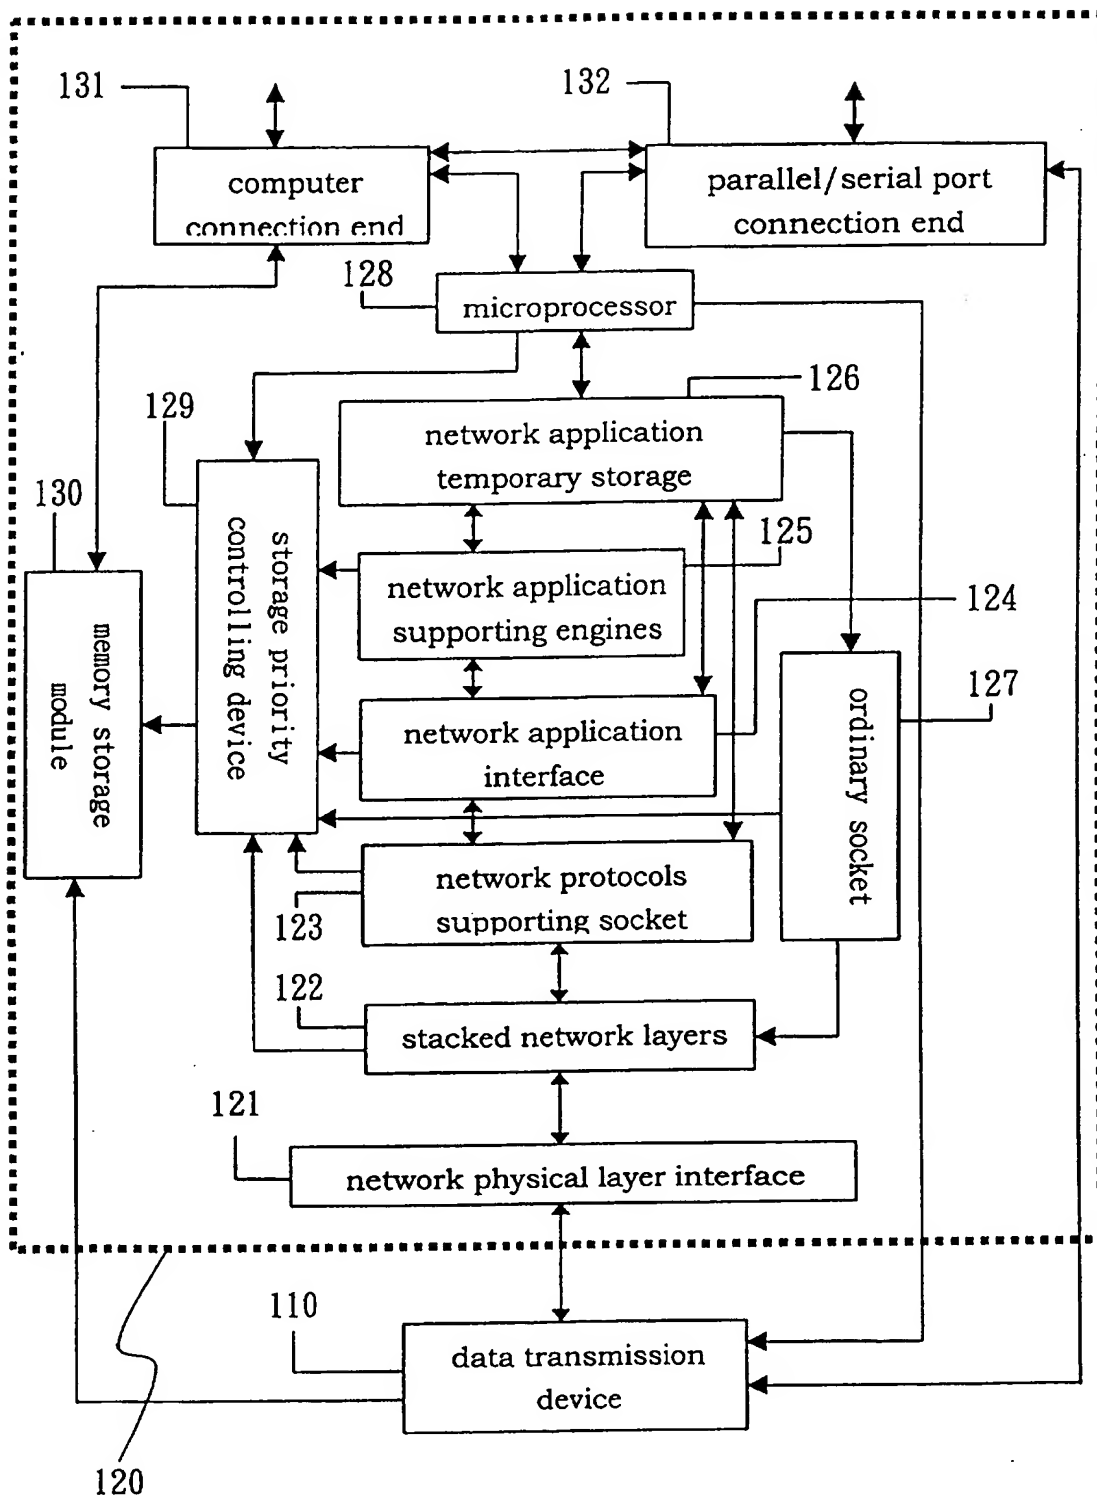 131
132
computer
connection end
parallel/serial port
connection end
128
microprocessor
126
129
network application
temporary storage
130
125
storage priority
controlling device
network application
supporting engines
124
memory storage
module
ordinary socket
127
network application
interface
network protocols
supporting socket
123
122
stacked network layers
121
network physical layer interface
110
data transmission
device
120